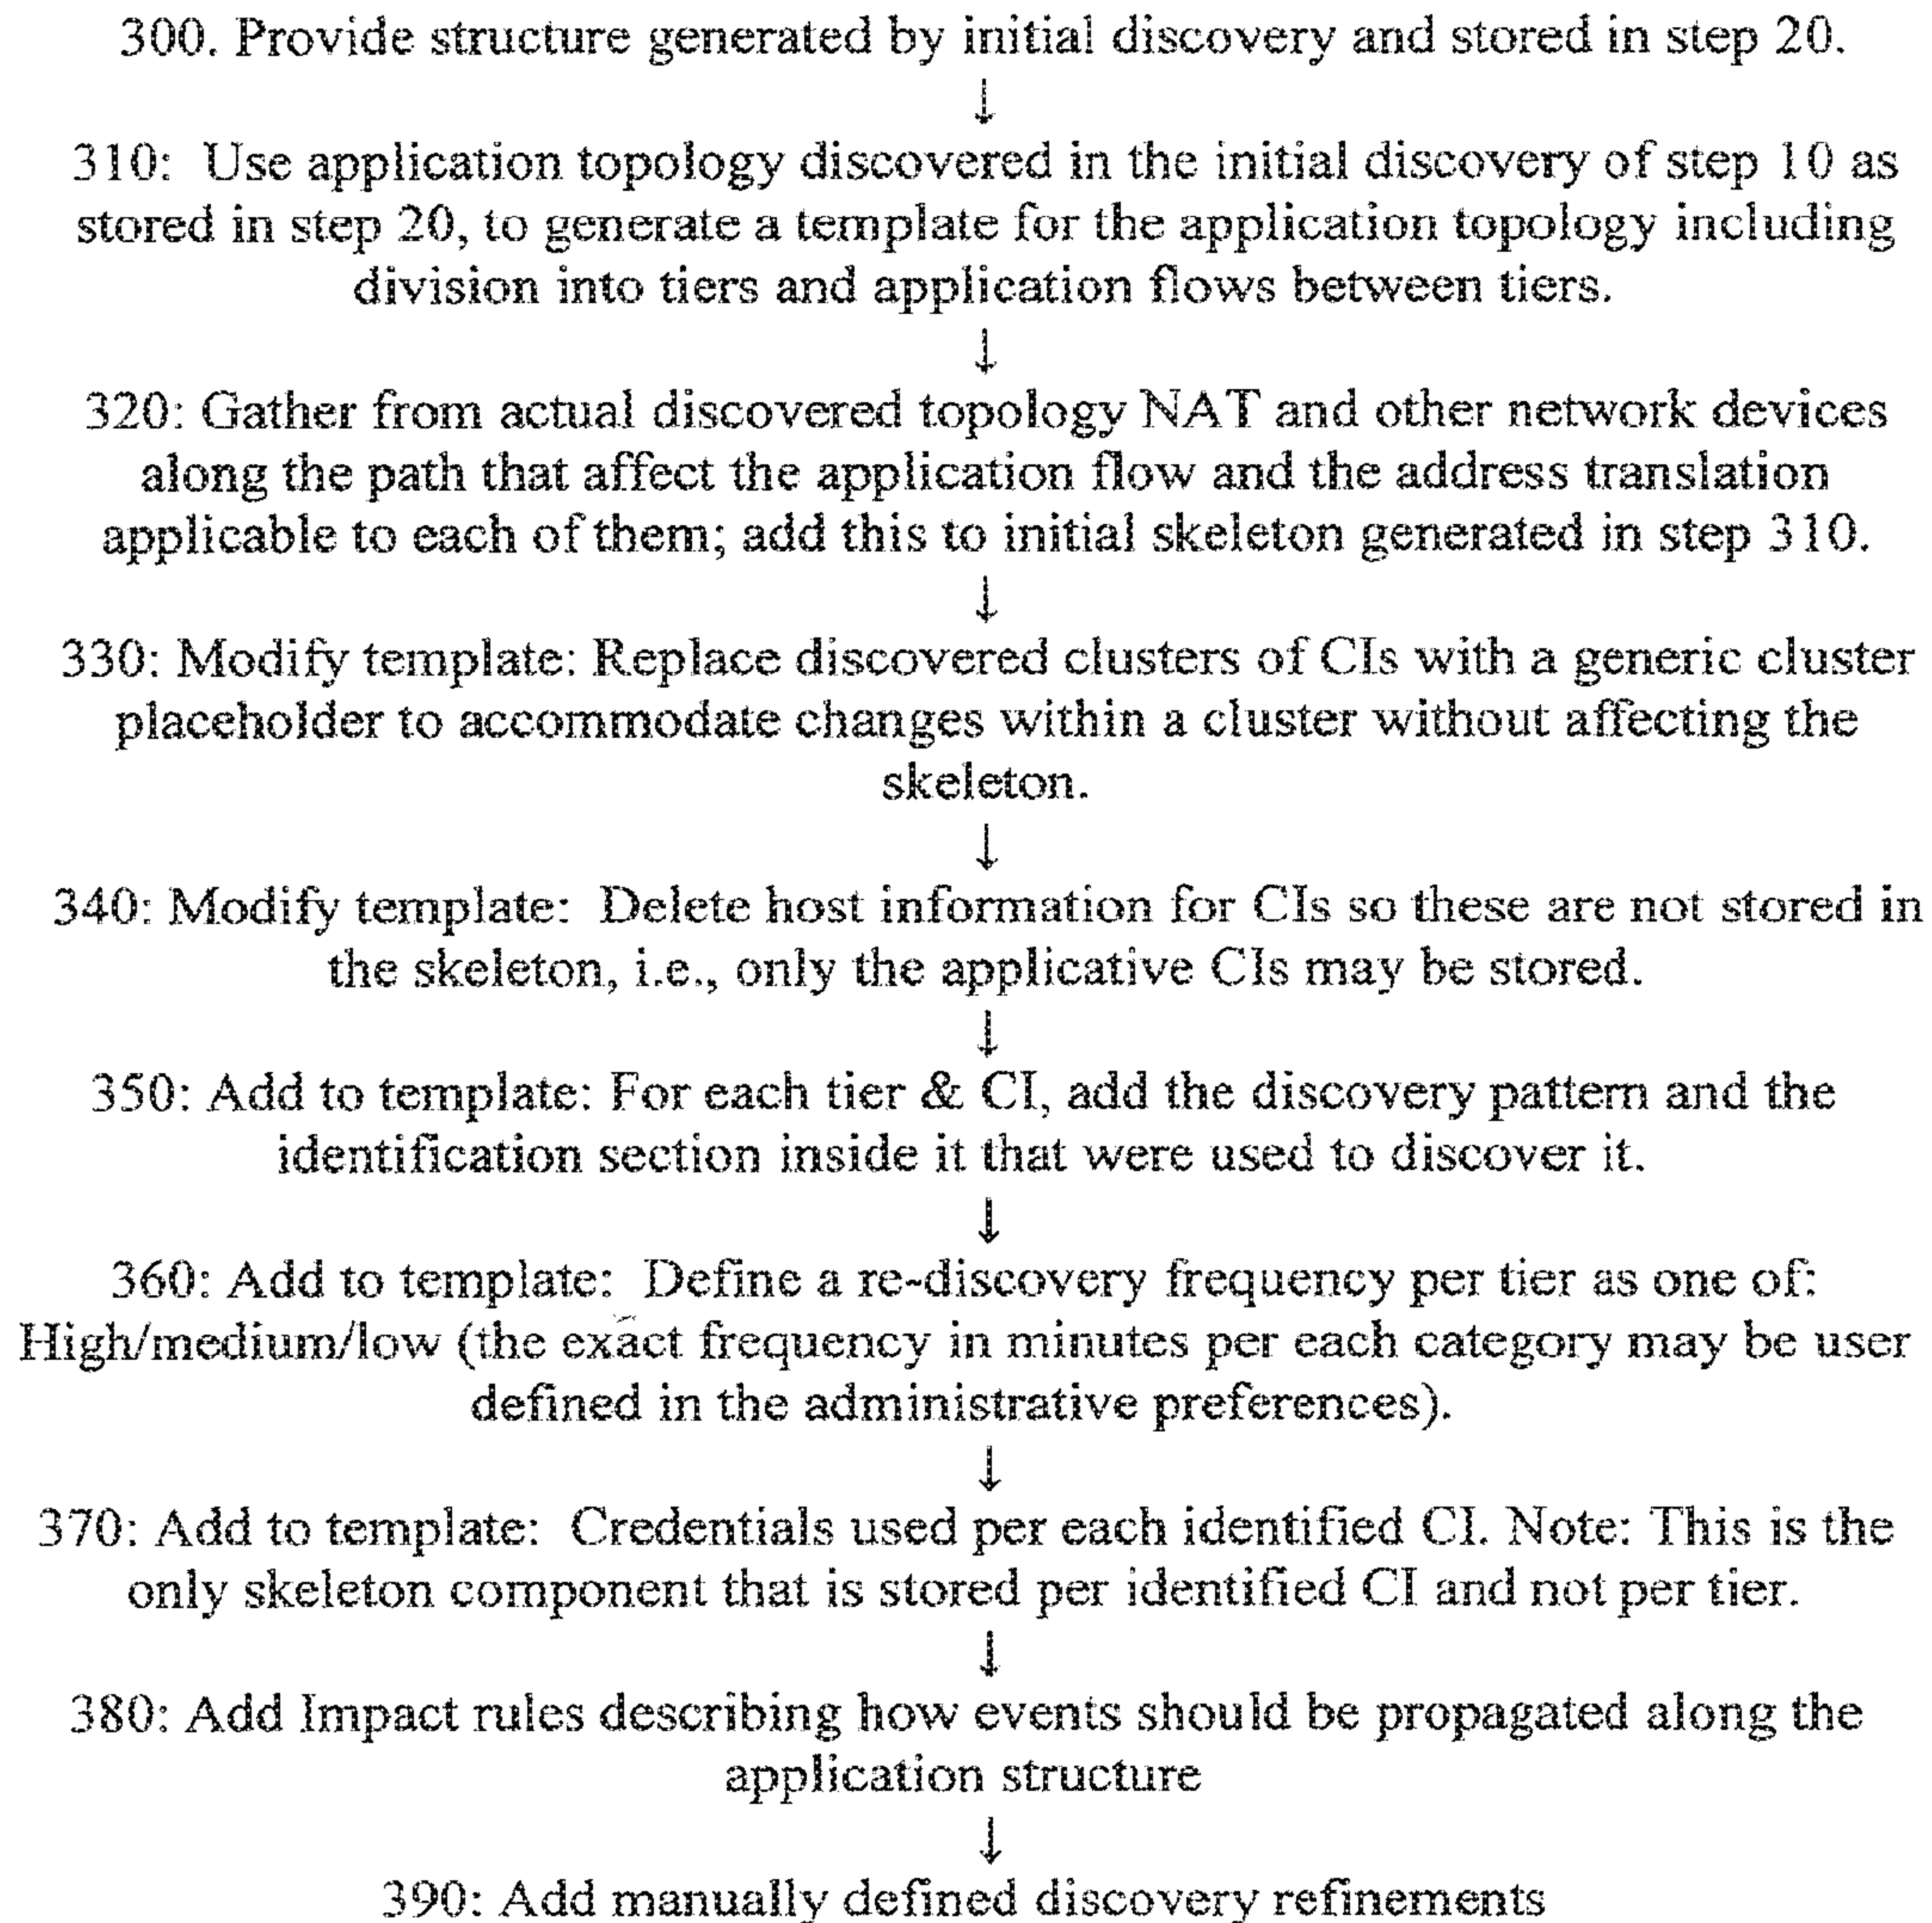 300. Provide structure generated by initial discovery and stored in step 20.
↓
310: Use application topology discovered in the initial discovery of step 10 as
stored in step 20, to generate a template for the application topology including
division into tiers and application flows between tiers.
↓
320: Gather from actual discovered topology NAT and other network devices
along the path that affect the application flow and the address translation
applicable to each of them; add this to initial skeleton generated in step 310.
↓
330: Modify template: Replace discovered clusters of CIs with a generic cluster
placeholder to accommodate changes within a cluster without affecting the
skeleton.
↓
340: Modify template: Delete host information for CIs so these are not stored in
the skeleton, i.e., only the applicative CIs may be stored.
↓
350: Add to template: For each tier & CI, add the discovery pattern and the
identification section inside it that were used to discover it.
↓
360: Add to template: Define a re-discovery frequency per tier as one of:
High/medium/low (the exact frequency in minutes per each category may be user
defined in the administrative preferences).
↓
370: Add to template: Credentials used per each identified CI. Note: This is the
only skeleton component that is stored per identified CI and not per tier.
↓
380: Add Impact rules describing how events should be propagated along the
application structure
↓
390: Add manually defined discovery refinements